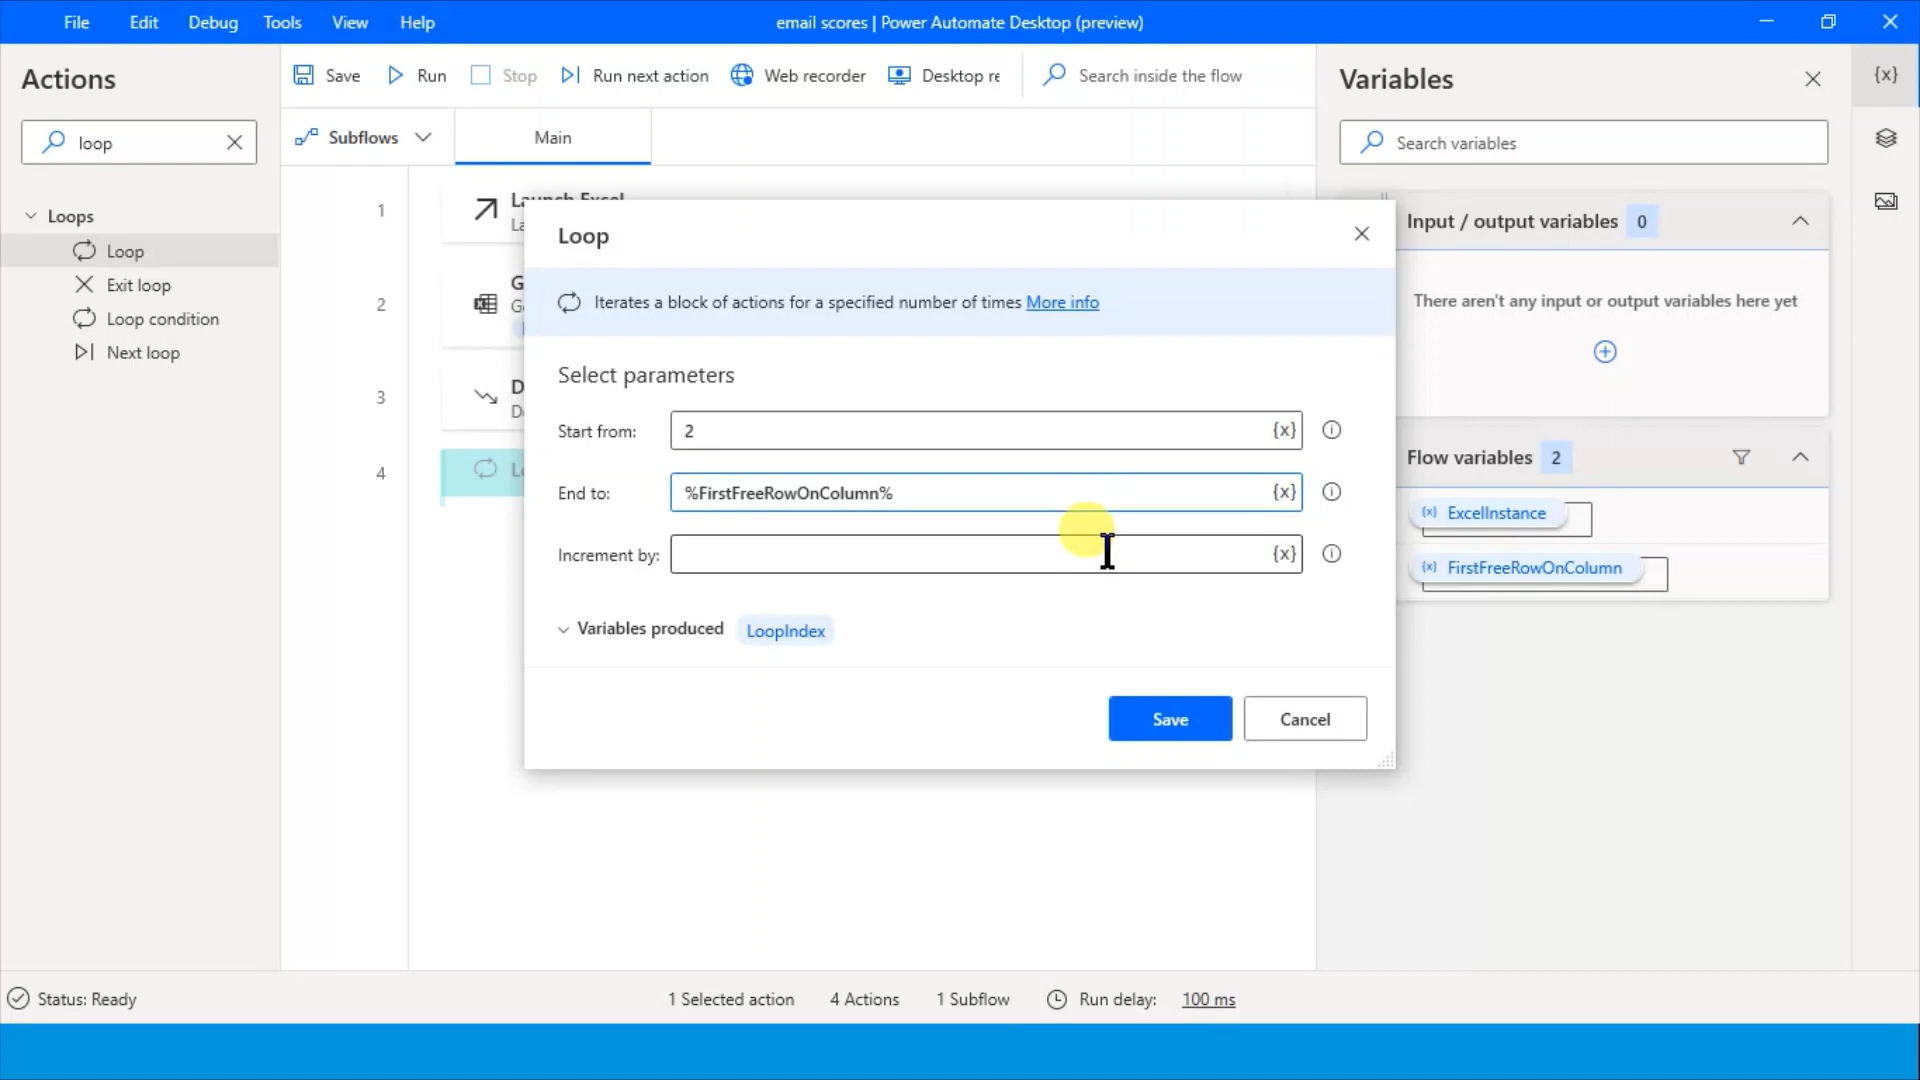 File Edit Debug Tools View Help
email scores | Power Automate Desktop (preview)
Actions
loop
Loops
Loop
Exit loop
Loop condition
Next loop
Save Run Stop Run next action Web recorder Desktop re Search inside the flow
Subflows Main
1
2
3
4
Launch Excel
Loop
Iterates a block of actions for a specified number of times More info
Select parameters
Start from: 2 {x}
End to: %FirstFreeRowOnColumn% {x}
Increment by: {x}
Variables produced LoopIndex
Save Cancel
Variables
{x}
Search variables
Input / output variables 0
There aren't any input or output variables here yet
Flow variables 2
(x) ExcelInstance
(x) FirstFreeRowOnColumn
Status: Ready 1 Selected action 4 Actions 1 Subflow Run delay: 100 ms